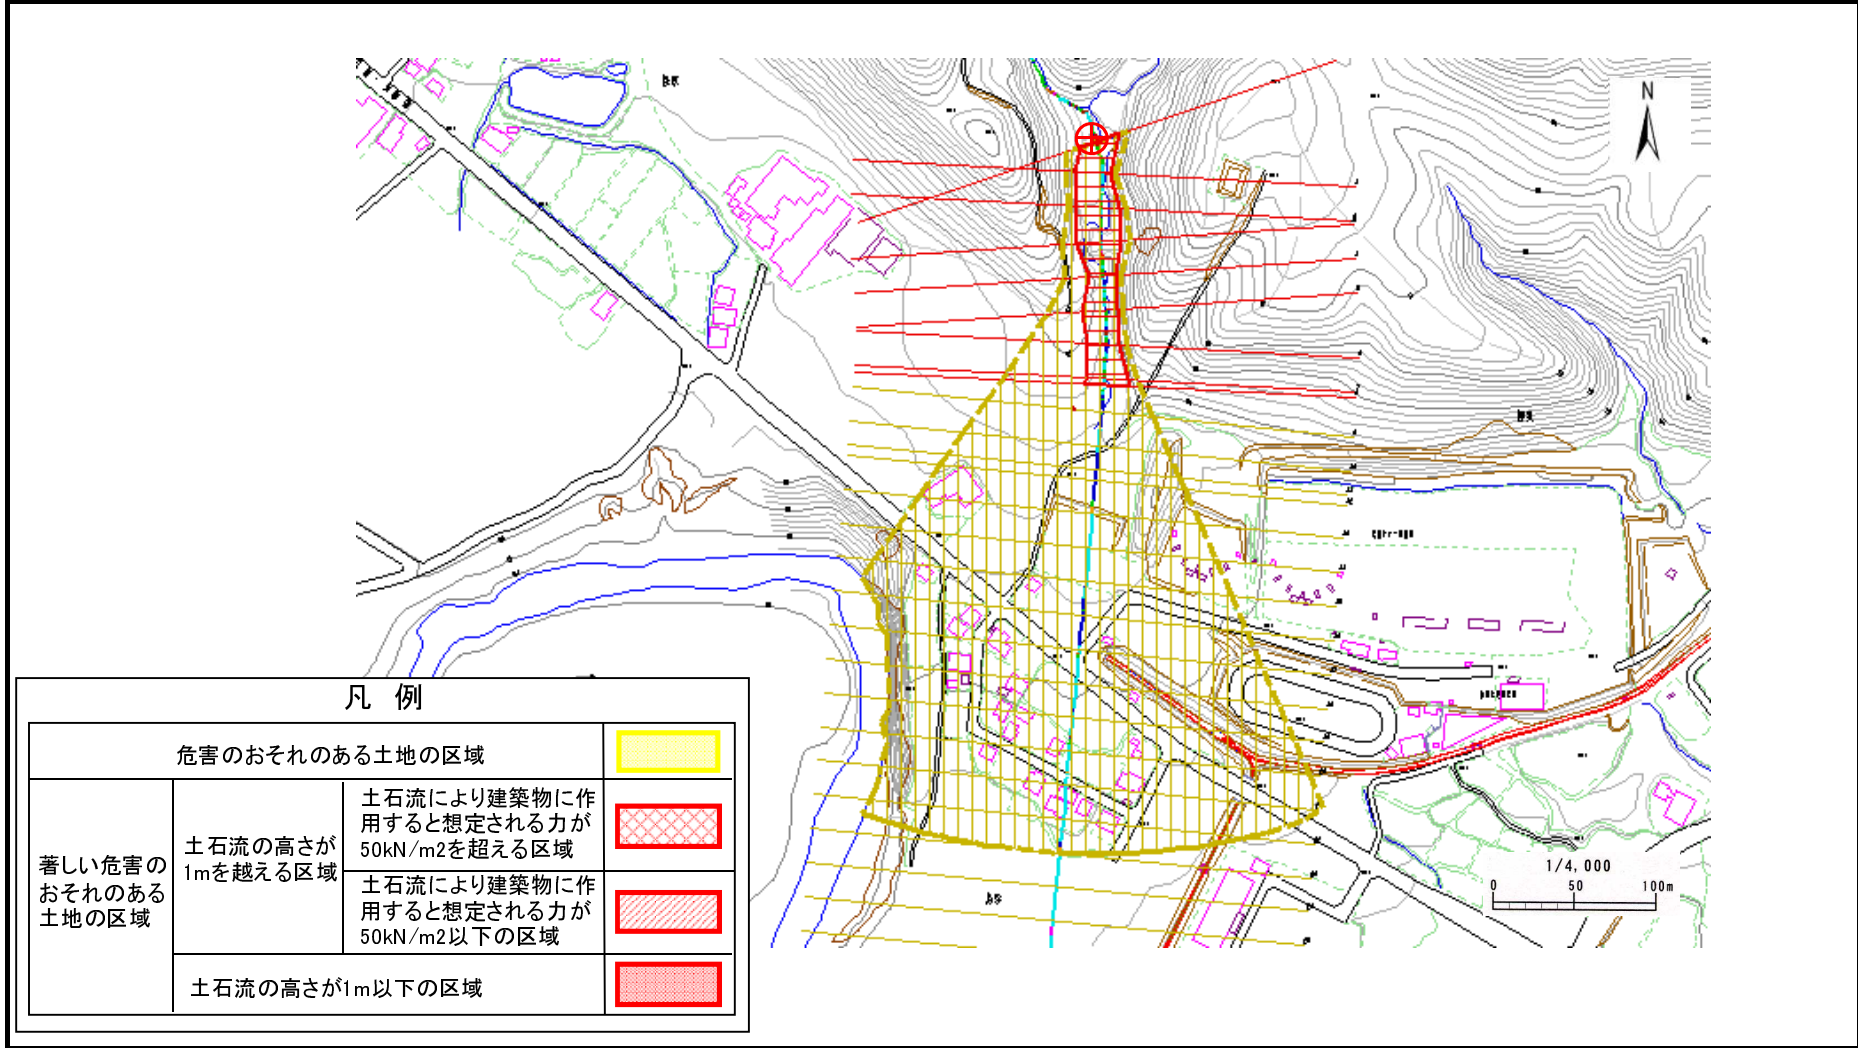 N
1/4,000
0 50 100m
凡 例
危害のおそれのある土地の区域
著しい危害の
おそれのある
土地の区域
土石流の高さが
1mを越える区域
土石流により建築物に作
用すると想定される力が
50kN/m2を超える区域
土石流により建築物に作
用すると想定される力が
50kN/m2以下の区域
土石流の高さが1m以下の区域